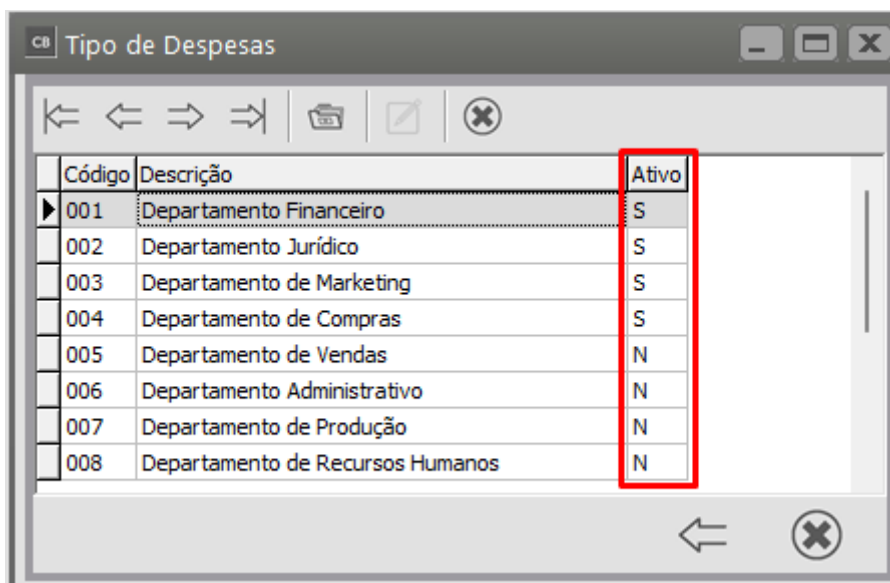 CB Tipo de Despesas
Código Descrição Ativo
001 Departamento Financeiro S
002 Departamento Jurídico S
003 Departamento de Marketing S
004 Departamento de Compras S
005 Departamento de Vendas N
006 Departamento Administrativo N
007 Departamento de Produção N
008 Departamento de Recursos Humanos N